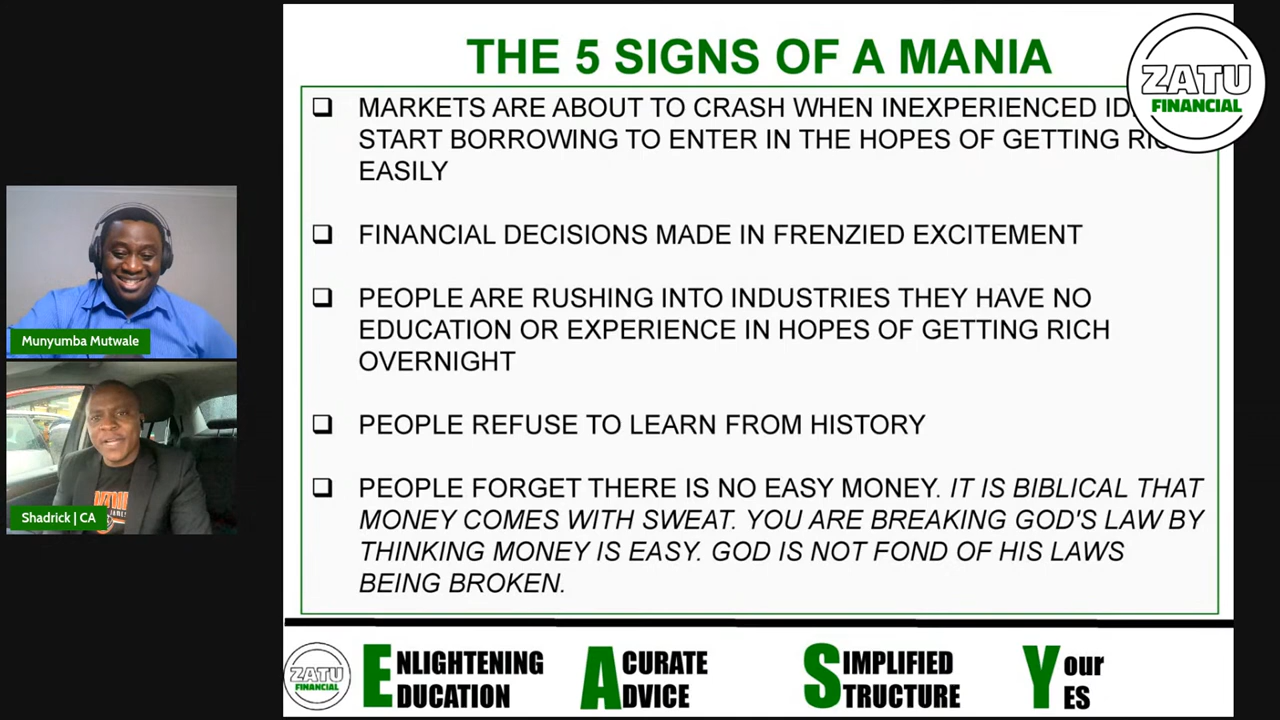 THE 5 SIGNS OF A MANIA
ZATU
FINANCIAL
MARKETS ARE ABOUT TO CRASH WHEN INEXPERIENCED
START BORROWING TO ENTER IN THE HOPES OF GETTING
EASILY
FINANCIAL DECISIONS MADE IN FRENZIED EXCITEMENT
PEOPLE ARE RUSHING INTO INDUSTRIES THEY HAVE NO
EDUCATION OR EXPERIENCE IN HOPES OF GETTING RICH
OVERNIGHT
PEOPLE REFUSE TO LEARN FROM HISTORY
PEOPLE FORGET THERE IS NO EASY MONEY. IT IS BIBLICAL THAT
MONEY COMES WITH SWEAT. YOU ARE BREAKING GOD'S LAW BY
THINKING MONEY IS EASY. GOD IS NOT FOND OF HIS LAWS
BEING BROKEN.
Munyumba Mutwale
Shadrick | CA
ZATU
FINANCIAL
ENLIGHTENING
EDUCATION
ACURATE
ADVICE
SIMPLIFIED
STRUCTURE
Your
YES